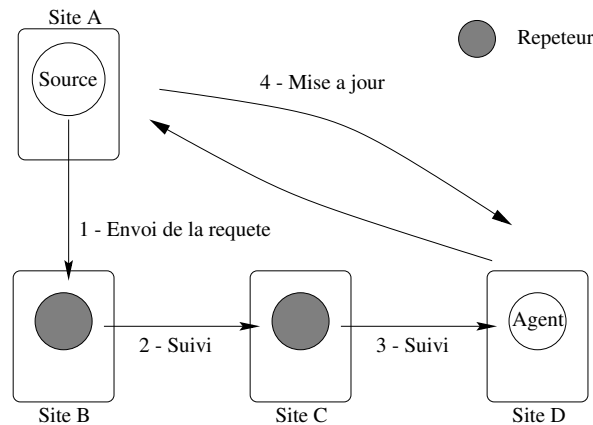 Site A
Repeteur
Source
4 - Mise a jour
1 - Envoi de la requete
Agent
2 - Suivi
3 - Suivi
Site B
Site C
Site D